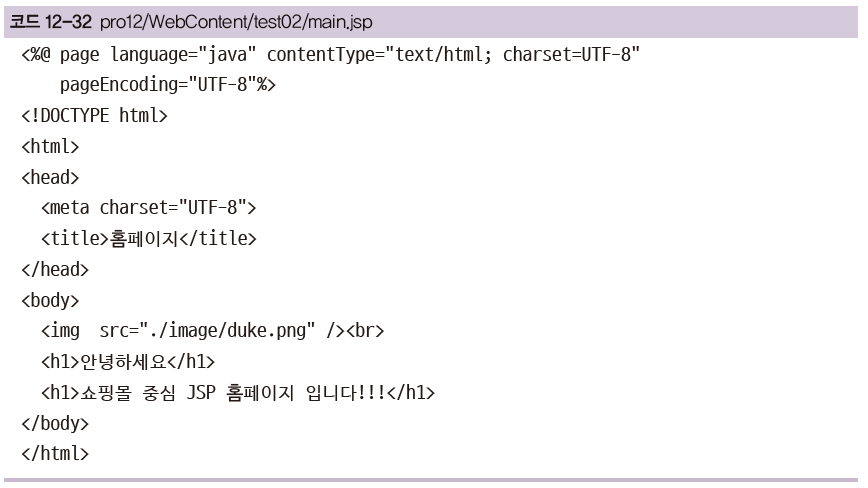 코드 12-32 pro12/WebContent/test02/main.jsp
<%@ page language="java" contentType="text/html; charset=UTF-8"
    pageEncoding="UTF-8"%>
<!DOCTYPE html>
<html>
<head>
  <meta charset="UTF-8">
  <title>홈페이지</title>
</head>
<body>
  <img  src="./image/duke.png" /><br>
  <h1>안녕하세요</h1>
  <h1>쇼핑몰 중심 JSP 홈페이지 입니다!!!</h1>
</body>
</html>